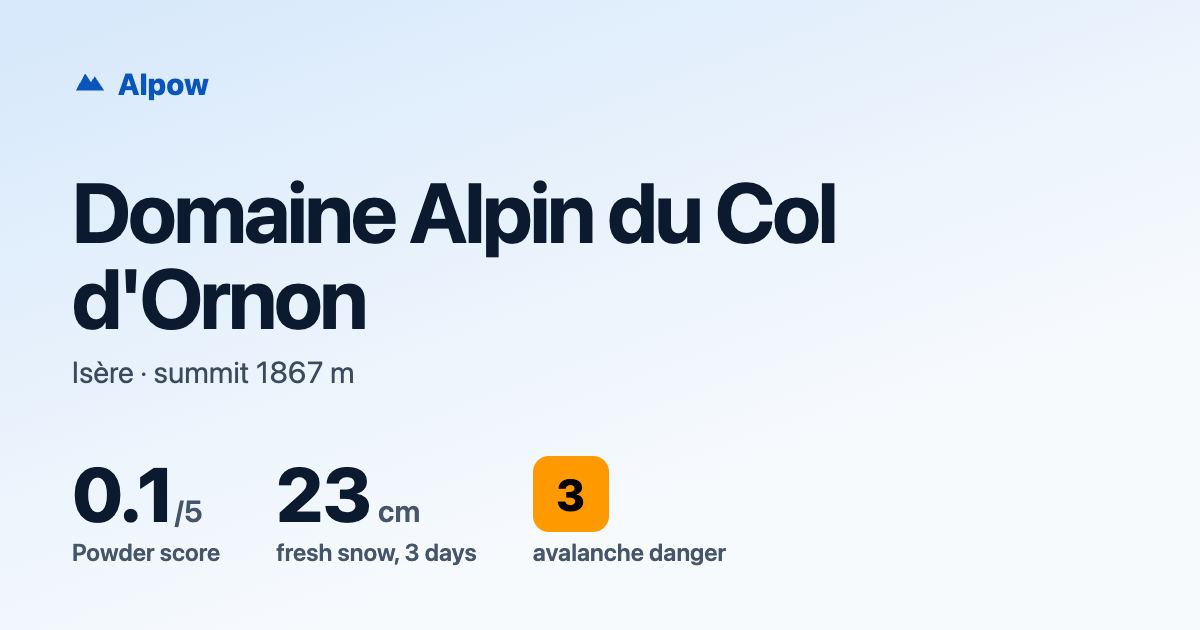 Alpow
Domaine Alpin du Col
d'Ornon
Isère · summit 1867 m
0.1/5
Powder score
23 cm
fresh snow, 3 days
3
avalanche danger